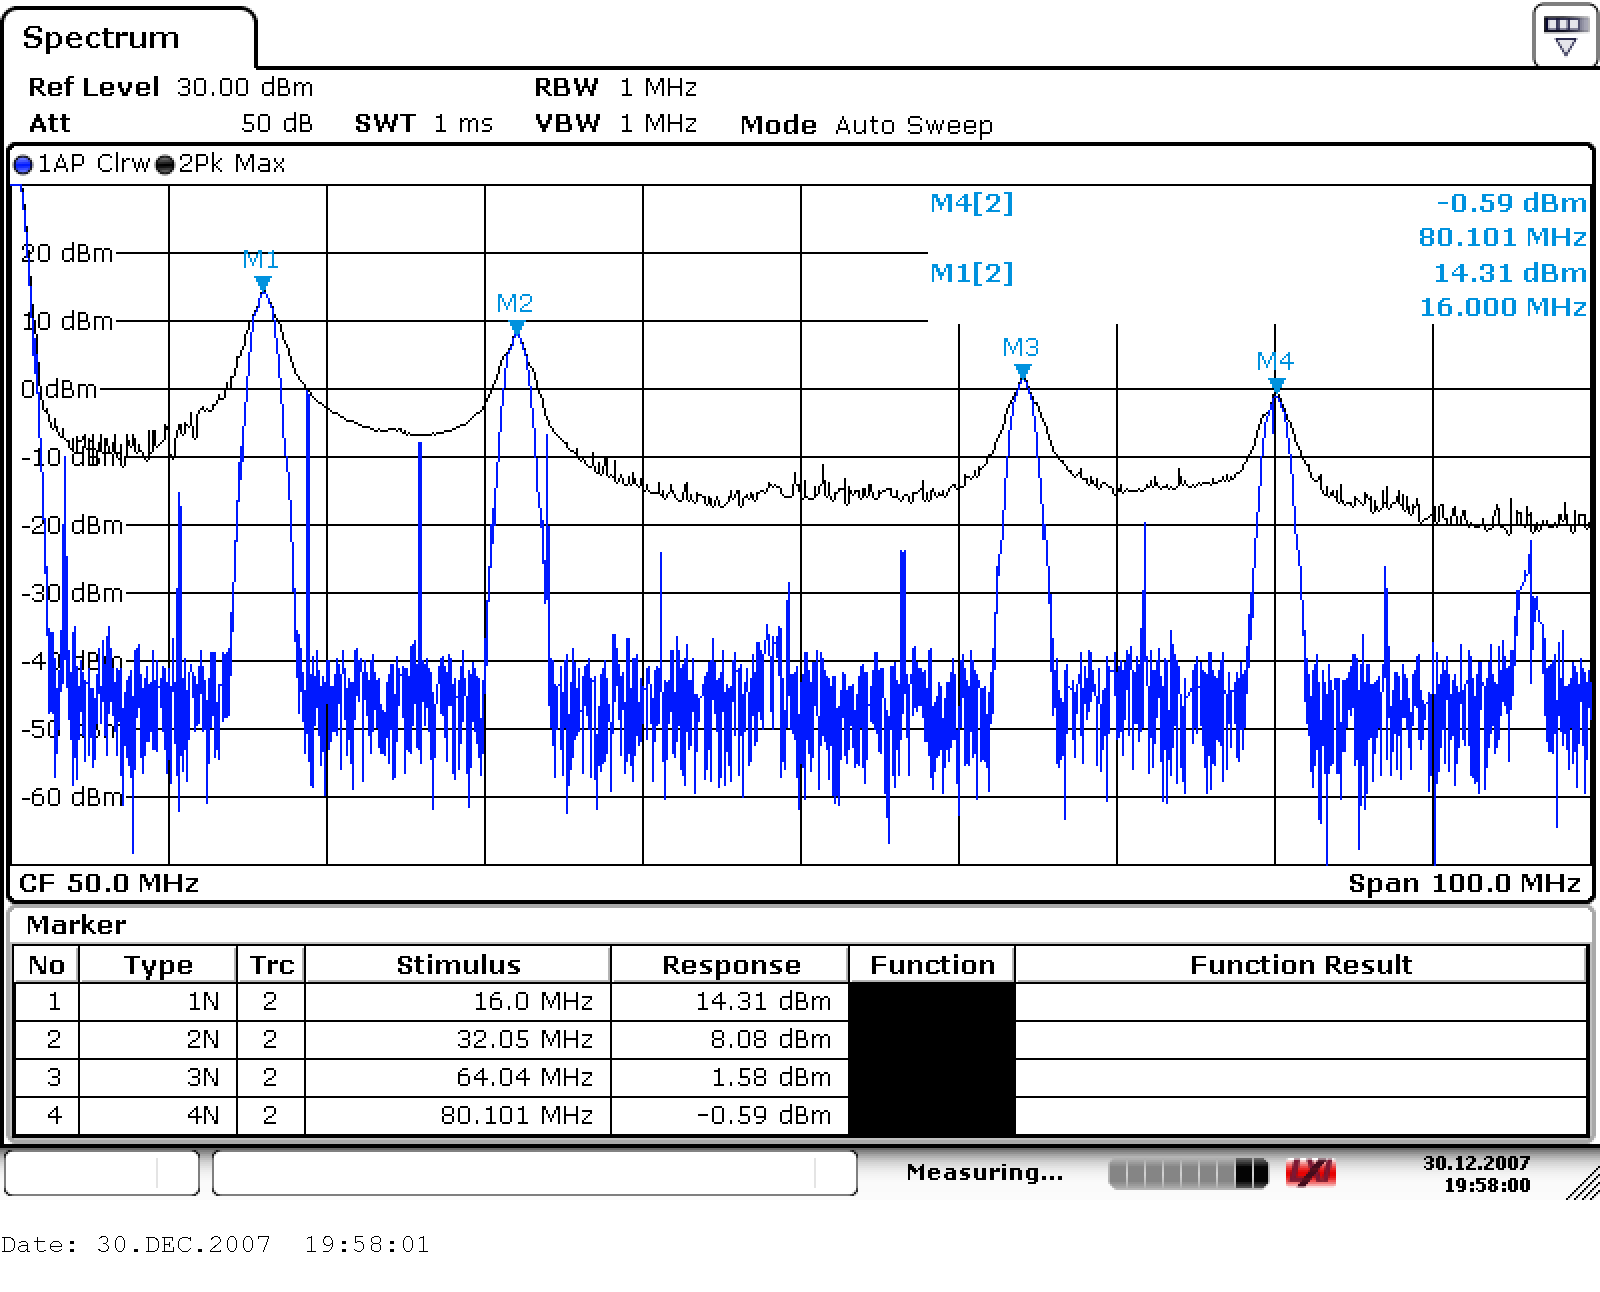 Spectrum
Ref Level 30.00 dBm RBW 1 MHz
Att 50 dB SWT 1 ms VBW 1 MHz Mode Auto Sweep
1AP Clrw 2Pk Max
M4[2] -0.59 dBm
80.101 MHz
M1[2] 14.31 dBm
16.000 MHz
20 dBm
M1
M2
10 dBm
M3
M4
0 dBm
-10 dBm
-20 dBm
-30 dBm
-40 dBm
-50 dBm
-60 dBm
CF 50.0 MHz Span 100.0 MHz
Marker
No Type Trc Stimulus Response Function Function Result
1 1N 2 16.0 MHz 14.31 dBm
2 2N 2 32.05 MHz 8.08 dBm
3 3N 2 64.04 MHz 1.58 dBm
4 4N 2 80.101 MHz -0.59 dBm
Measuring... LXI 30.12.2007
19:58:00
Date: 30.DEC.2007 19:58:01